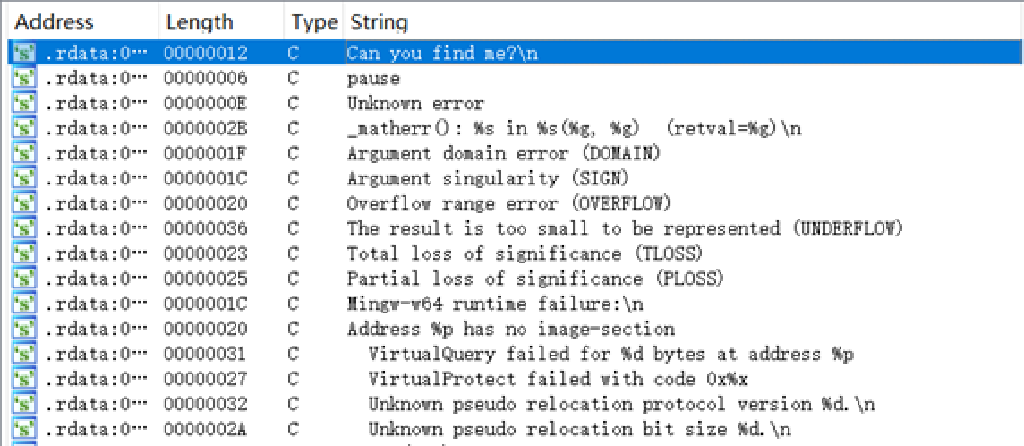 Address Length Type String
's' .rdata:0··· 00000012 C Can you find me?\n
's' .rdata:0··· 00000006 C pause
's' .rdata:0··· 0000000E C Unknown error
's' .rdata:0··· 0000002B C _matherr(): %s in %s(%g, %g)  (retval=%g)\n
's' .rdata:0··· 0000001F C Argument domain error (DOMAIN)
's' .rdata:0··· 0000001C C Argument singularity (SIGN)
's' .rdata:0··· 00000020 C Overflow range error (OVERFLOW)
's' .rdata:0··· 00000036 C The result is too small to be represented (UNDERFLOW)
's' .rdata:0··· 00000023 C Total loss of significance (TLOSS)
's' .rdata:0··· 00000025 C Partial loss of significance (PLOSS)
's' .rdata:0··· 0000001C C Mingw-w64 runtime failure:\n
's' .rdata:0··· 00000020 C Address %p has no image-section
's' .rdata:0··· 00000031 C   VirtualQuery failed for %d bytes at address %p
's' .rdata:0··· 00000027 C   VirtualProtect failed with code 0x%x
's' .rdata:0··· 00000032 C   Unknown pseudo relocation protocol version %d.\n
's' .rdata:0··· 0000002A C   Unknown pseudo relocation bit size %d.\n